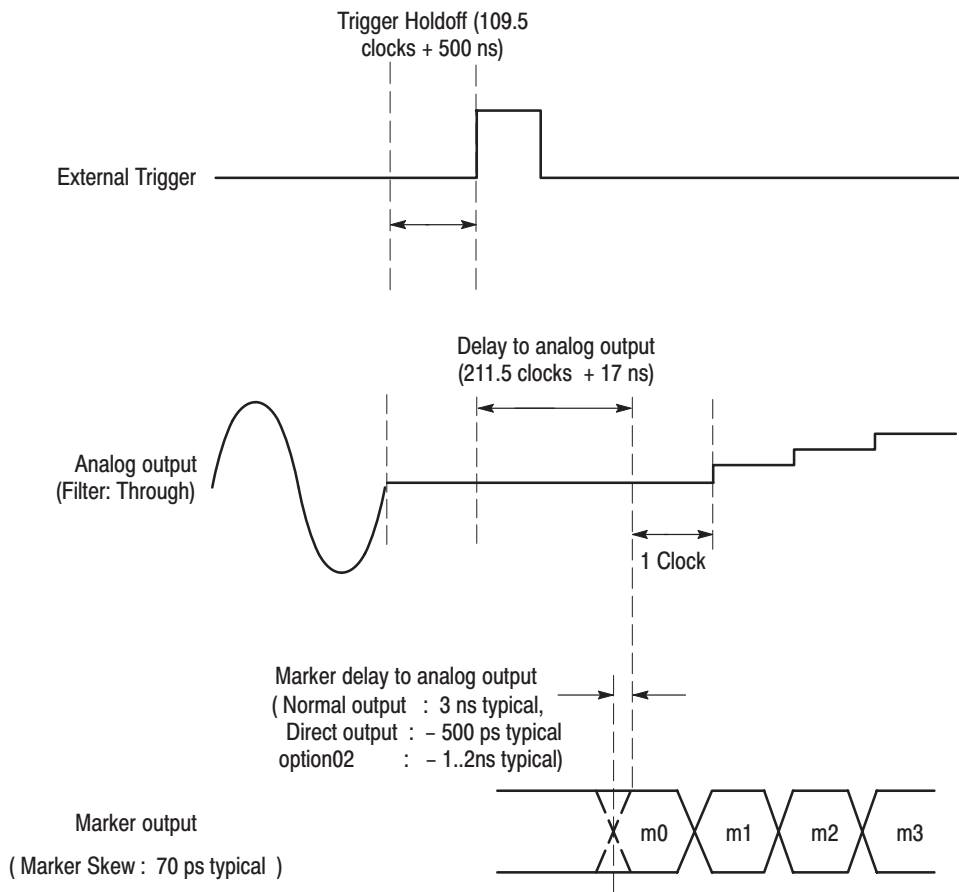 Trigger Holdoff (109.5
clocks + 500 ns)
External Trigger
Delay to analog output
(211.5 clocks + 17 ns)
Analog output
(Filter: Through)
1 Clock
Marker delay to analog output
( Normal output : 3 ns typical,
Direct output : – 500 ps typical
option02 : – 1..2ns typical)
Marker output
m0 m1 m2 m3
( Marker Skew : 70 ps typical )